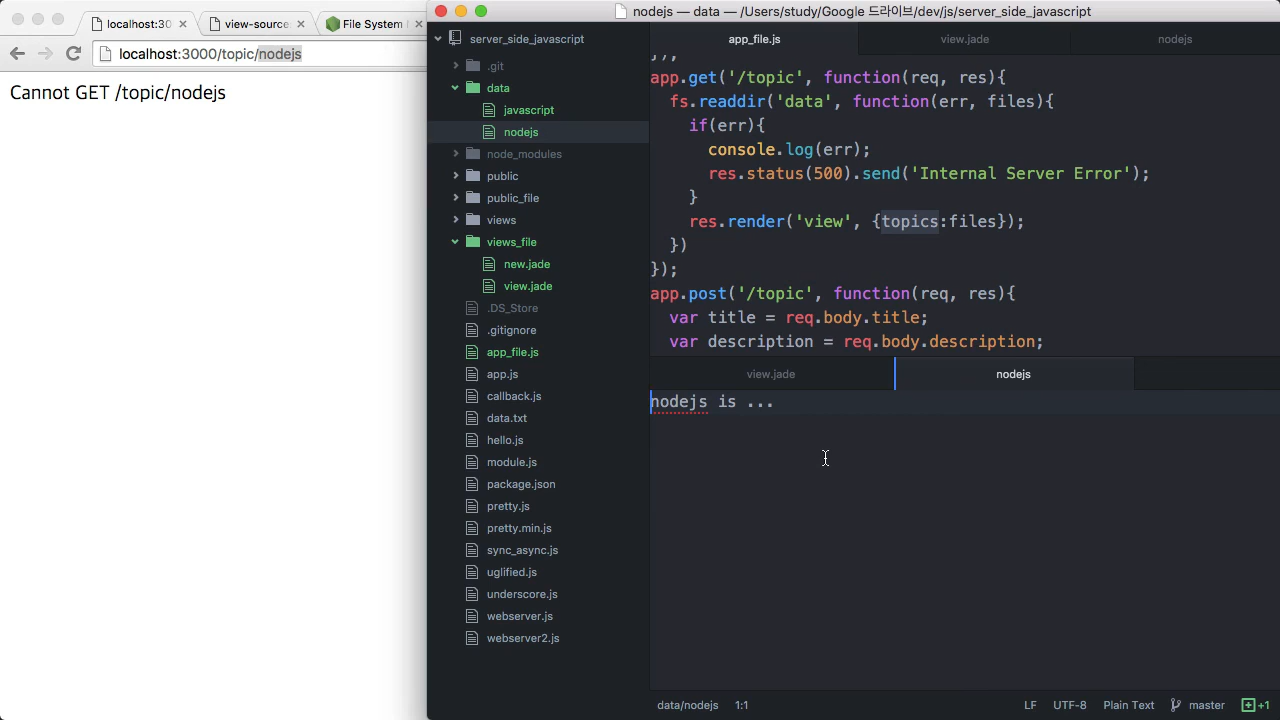 localhost:30
view-source:
File System
localhost:3000/topic/nodejs
Cannot GET /topic/nodejs
nodejs — data — /Users/study/Google 드라이브/dev/js/server_side_javascript
server_side_javascript
.git
data
javascript
nodejs
node_modules
public
public_file
views
views_file
new.jade
view.jade
.DS_Store
.gitignore
app_file.js
app.js
callback.js
data.txt
hello.js
module.js
package.json
pretty.js
pretty.min.js
sync_async.js
uglified.js
underscore.js
webserver.js
webserver2.js
app_file.js
view.jade
nodejs
});
app.get('/topic', function(req, res){
fs.readdir('data', function(err, files){
if(err){
console.log(err);
res.status(500).send('Internal Server Error');
}
res.render('view', {topics:files});
})
});
app.post('/topic', function(req, res){
var title = req.body.title;
var description = req.body.description;
view.jade
nodejs
nodejs is ...
data/nodejs 1:1
LF UTF-8 Plain Text master +1